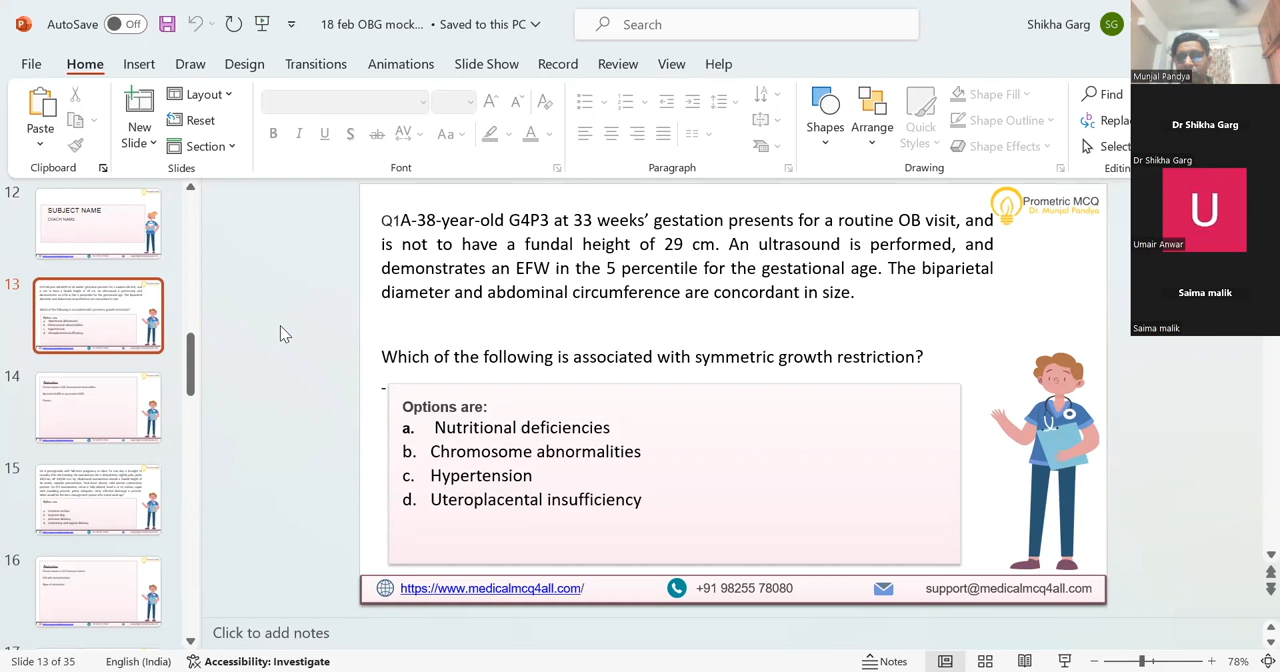 AutoSave Off 18 feb OBG mock... • Saved to this PC Search Shikha Garg SG
File Home Insert Draw Design Transitions Animations Slide Show Record Review View Help
Paste Clipboard
New Slide Layout Reset Section Slides
B I U S ab AV Aa A Font
Paragraph
Shapes Arrange Quick Styles Shape Fill Shape Outline Shape Effects Drawing
Find
Repla
Select
Editin
Munjal Pandya
Dr Shikha Garg
Dr Shikha Garg
U
Umair Anwar
Saima malik
Saima malik
12
SUBJECT NAME
COACH NAME
13
14
15
16
Prometric MCQ
Dr. Munjal Pandya
Q1A-38-year-old G4P3 at 33 weeks’ gestation presents for a routine OB visit, and
is not to have a fundal height of 29 cm. An ultrasound is performed, and
demonstrates an EFW in the 5 percentile for the gestational age. The biparietal
diameter and abdominal circumference are concordant in size.
Which of the following is associated with symmetric growth restriction?
-
Options are:
a. Nutritional deficiencies
b. Chromosome abnormalities
c. Hypertension
d. Uteroplacental insufficiency
https://www.medicalmcq4all.com/ +91 98255 78080 support@medicalmcq4all.com
Click to add notes
Slide 13 of 35 English (India) Accessibility: Investigate Notes 78%